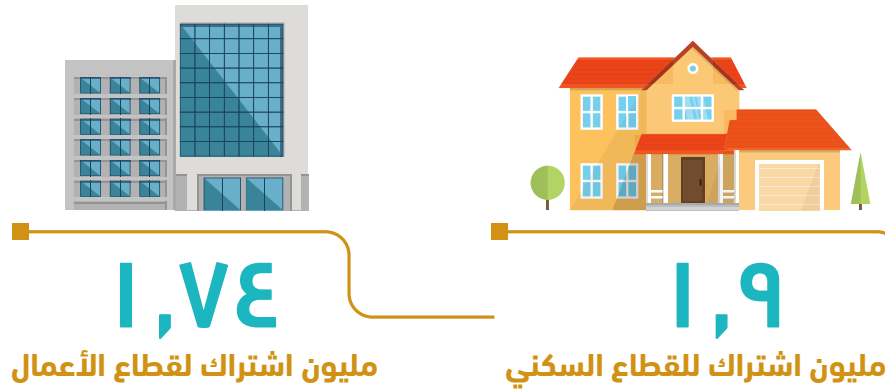 ١,٩
مليون اشتراك للقطاع السكني
١,٧٤
مليون اشتراك لقطاع الأعمال